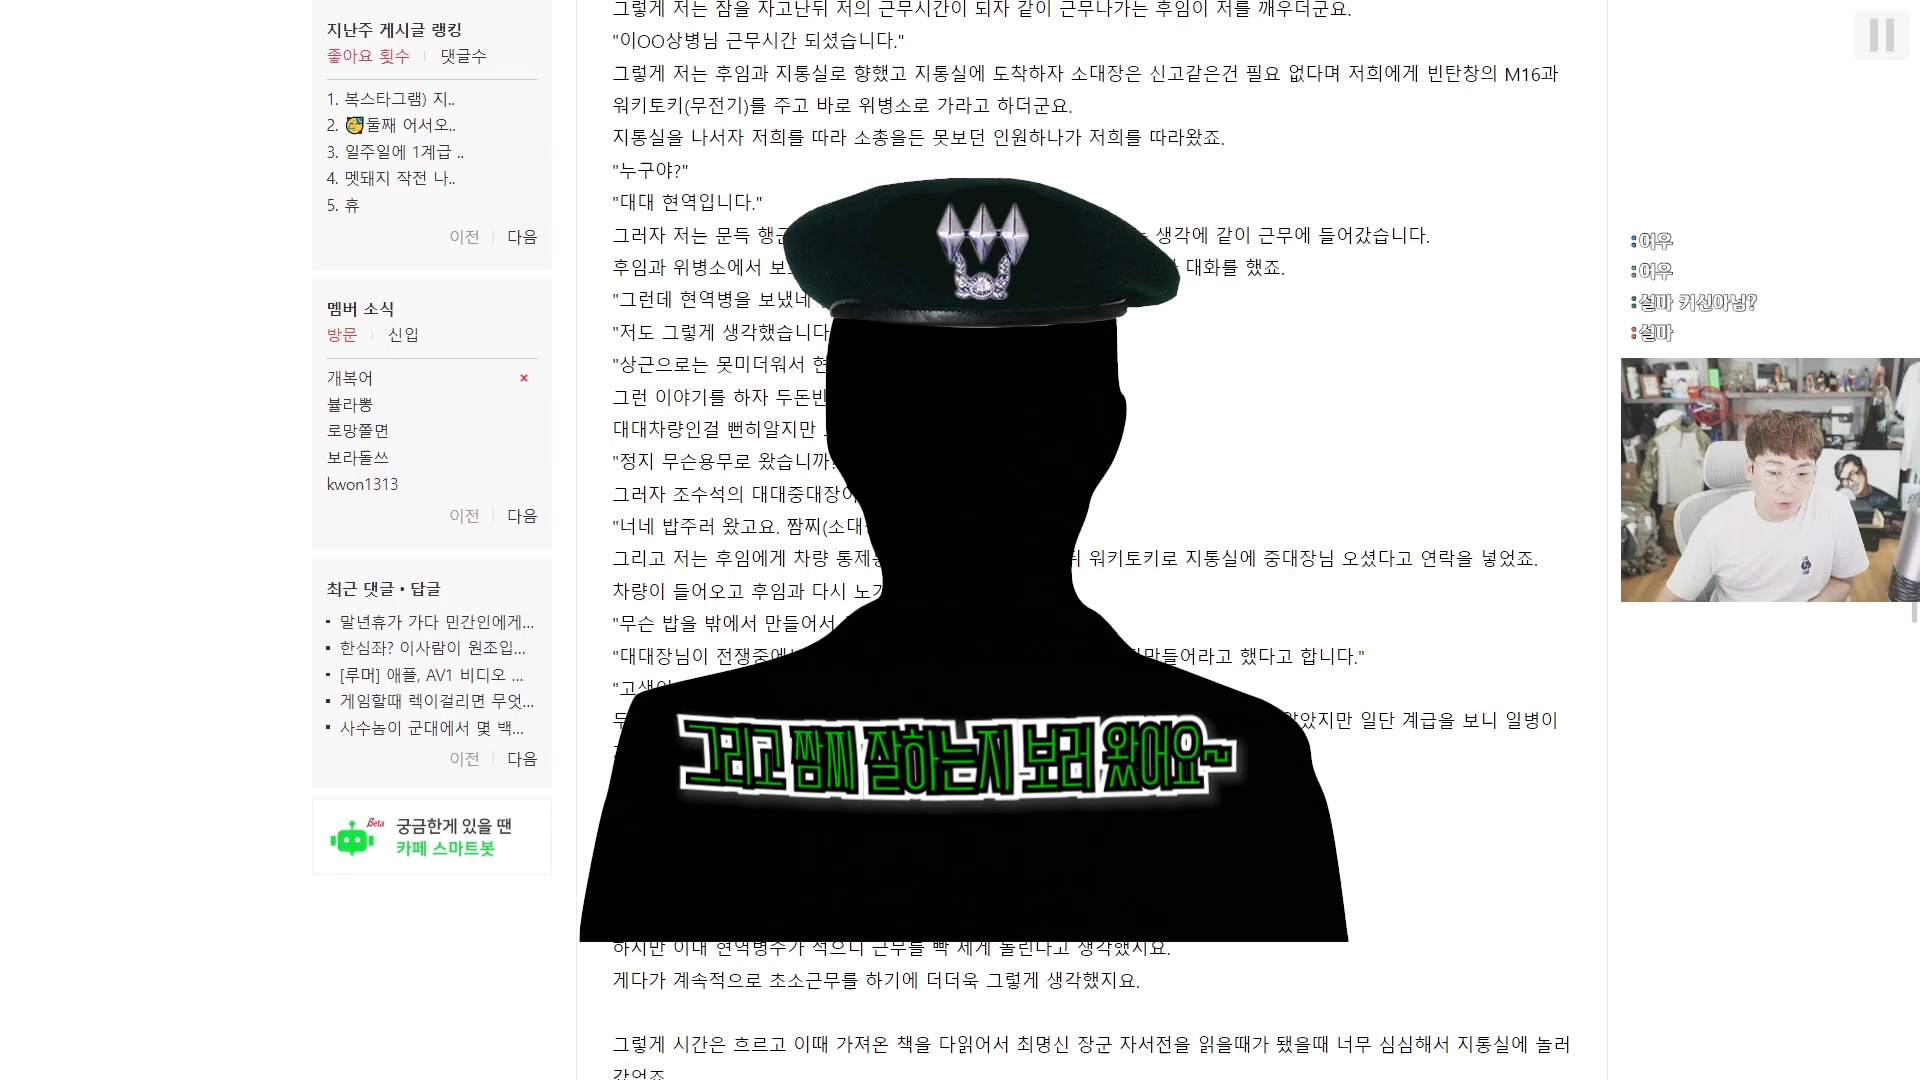 지난주 게시글 랭킹
좋아요 횟수 댓글수
1. 복스타그램) 지..
2. 🥳둘째 어서오..
3. 일주일에 1계급 ..
4. 멧돼지 작전 나..
5. 휴
이전 다음
멤버 소식
방문 신입
개복어
뷸라뽕
로망쫄면
보라돌쓰
kwon1313
이전 다음
최근 댓글 • 답글
말년휴가 가다 민간인에게...
한심좌? 이사람이 원조입...
[루머] 애플, AV1 비디오 ...
게임할때 렉이걸리면 무엇...
사수놈이 군대에서 몇 백...
이전 다음
Beta 궁금한게 있을 땐
카페 스마트봇
그렇게 저는 잠을 자고난뒤 저의 근무시간이 되자 같이 근무나가는 후임이 저를 깨우더군요.
"이OO상병님 근무시간 되셨습니다."
그렇게 저는 후임과 지통실로 향했고 지통실에 도착하자 소대장은 신고같은건 필요 없다며 저희에게 빈탄창의 M16과
워키토키(무전기)를 주고 바로 위병소로 가라고 하더군요.
지통실을 나서자 저희를 따라 소총을든 못보던 인원하나가 저희를 따라왔죠.
"누구야?"
"대대 현역입니다."
그러자 저는 문득 행군 생각에 같이 근무에 들어갔습니다.
후임과 위병소에서 대화를 했죠.
"그런데 현역병을 보냈네
"저도 그렇게 생각했습니다
"상근으로는 못미더워서
그런 이야기를 하자
대대차량인걸 뻔히알지만
"정지 무슨용무로 왔습니까?
그러자 조수석의 대대중대장이
"너네 밥주러 왔고요. 짬찌(소대
그리고 저는 후임에게 차량 워키토키로 지통실에 중대장님 오셨다고 연락을 넣었죠.
차량이 들어오고 후임과 다시
"무슨 밥을 밖에서 만들어서
"대대장님이 했다고 합니다."
일단 계급을 보니 일병이
그리고 짬찌 잘하는지 보러 왔어요~
하지만 이내 현역병수가 적으니 근무를 빡 세게 돌린다고 생각했지요.
게다가 계속적으로 초소근무를 하기에 더더욱 그렇게 생각했지요.
그렇게 시간은 흐르고 이때 가져온 책을 다읽어서 최명신 장군 자서전을 읽을때가 됐을때 너무 심심해서 지통실에 놀러
갔었죠
:여우
:여우
:설마 커신아님?
:설마